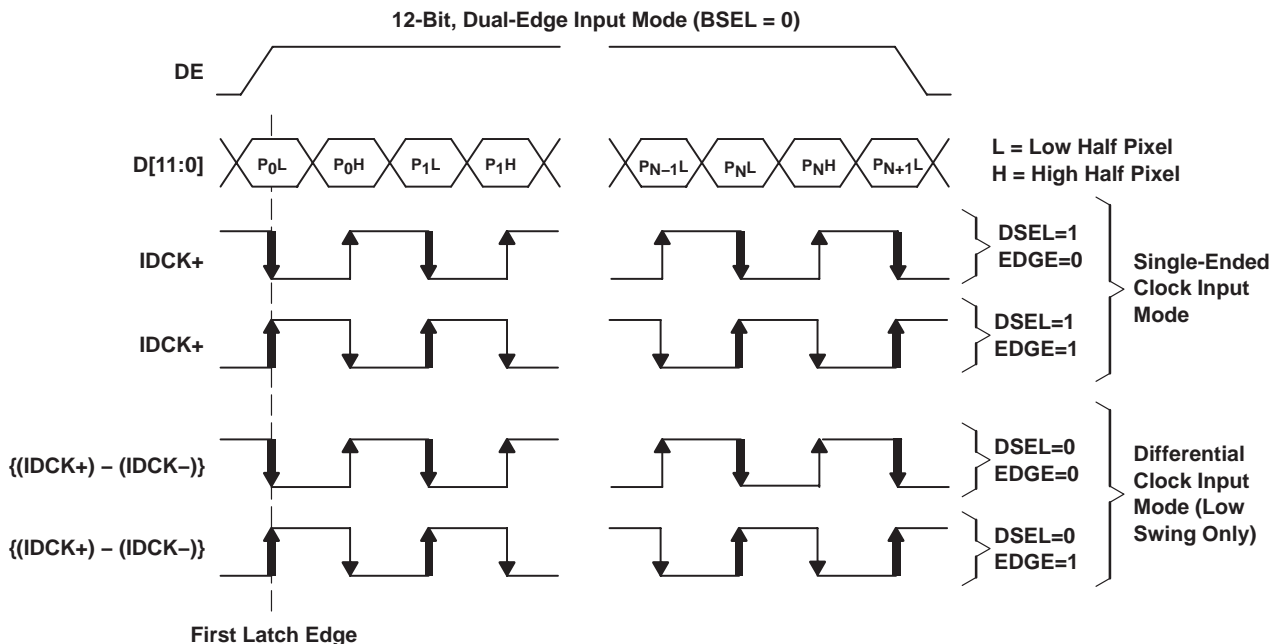 12-Bit, Dual-Edge Input Mode (BSEL = 0)
DE
D[11:0]
P0L
P0H
P1L
P1H
PN−1L
PNL
PNH
PN+1L
L = Low Half Pixel
H = High Half Pixel
IDCK+
DSEL=1
EDGE=0
IDCK+
DSEL=1
EDGE=1
Single-Ended
Clock Input
Mode
{(IDCK+) − (IDCK−)}
DSEL=0
EDGE=0
{(IDCK+) − (IDCK−)}
DSEL=0
EDGE=1
Differential
Clock Input
Mode (Low
Swing Only)
First Latch Edge